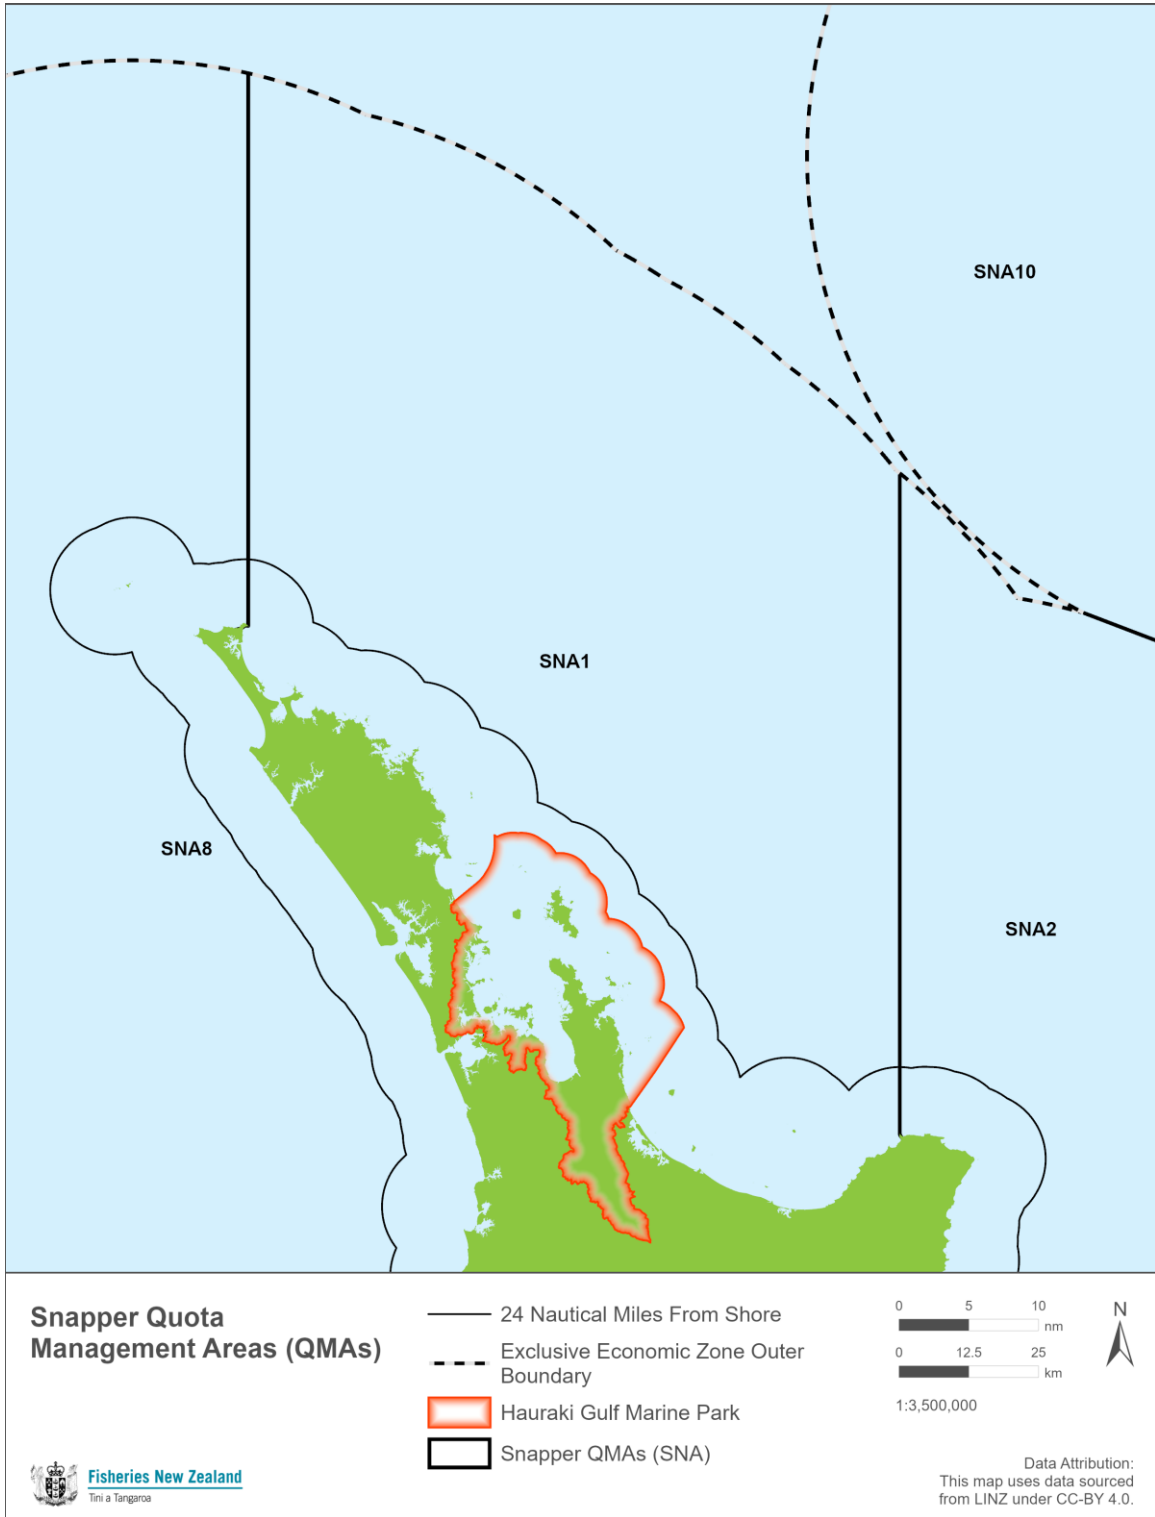 SNA10
SNA1
SNA8
SNA2
Snapper Quota
Management Areas (QMAs)
24 Nautical Miles From Shore
Exclusive Economic Zone Outer
Boundary
Hauraki Gulf Marine Park
Snapper QMAs (SNA)
0 5 10
nm
0 12.5 25
km
1:3,500,000
N
Fisheries New Zealand
Tini a Tangaroa
Data Attribution:
This map uses data sourced
from LINZ under CC-BY 4.0.